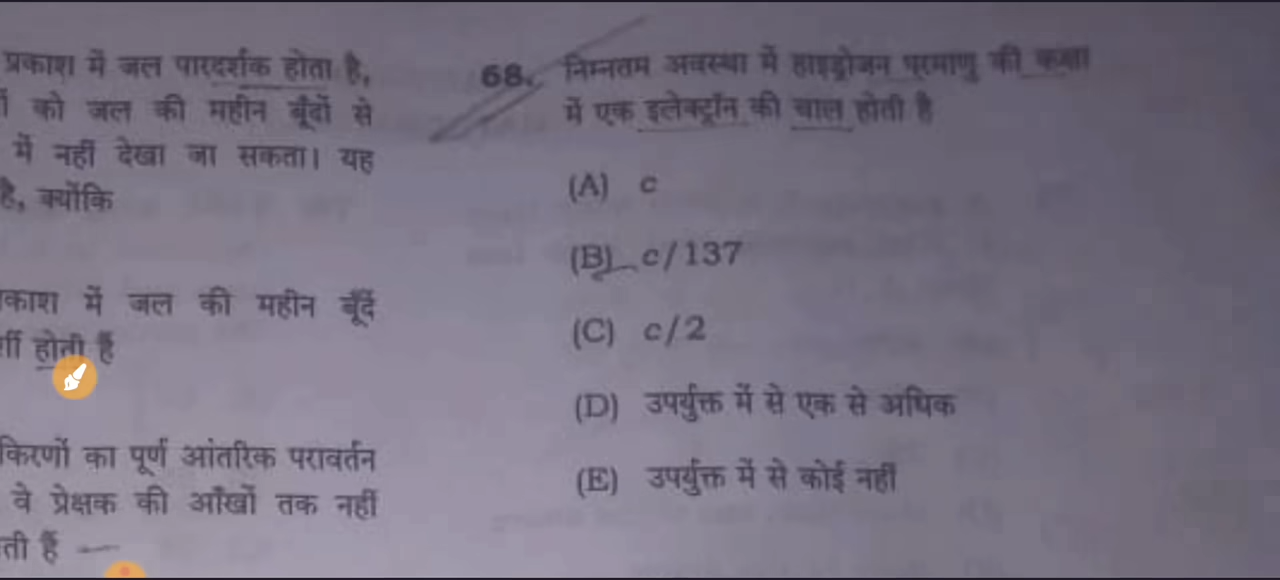 प्रकाश में जल पारदर्शक होता है,
को जल की महीन बूँदों से
में नहीं देखा जा सकता। यह
है, क्योंकि
काश में जल की महीन बूँदें
र्शी होती हैं
किरणों का पूर्ण आंतरिक परावर्तन
वे प्रेक्षक की आँखों तक नहीं
ती हैं
68. निम्नतम अवस्था में हाइड्रोजन परमाणु की कक्षा
में एक इलेक्ट्रॉन की चाल होती है
(A) c
(B) c/137
(C) c/2
(D) उपर्युक्त में से एक से अधिक
(E) उपर्युक्त में से कोई नहीं